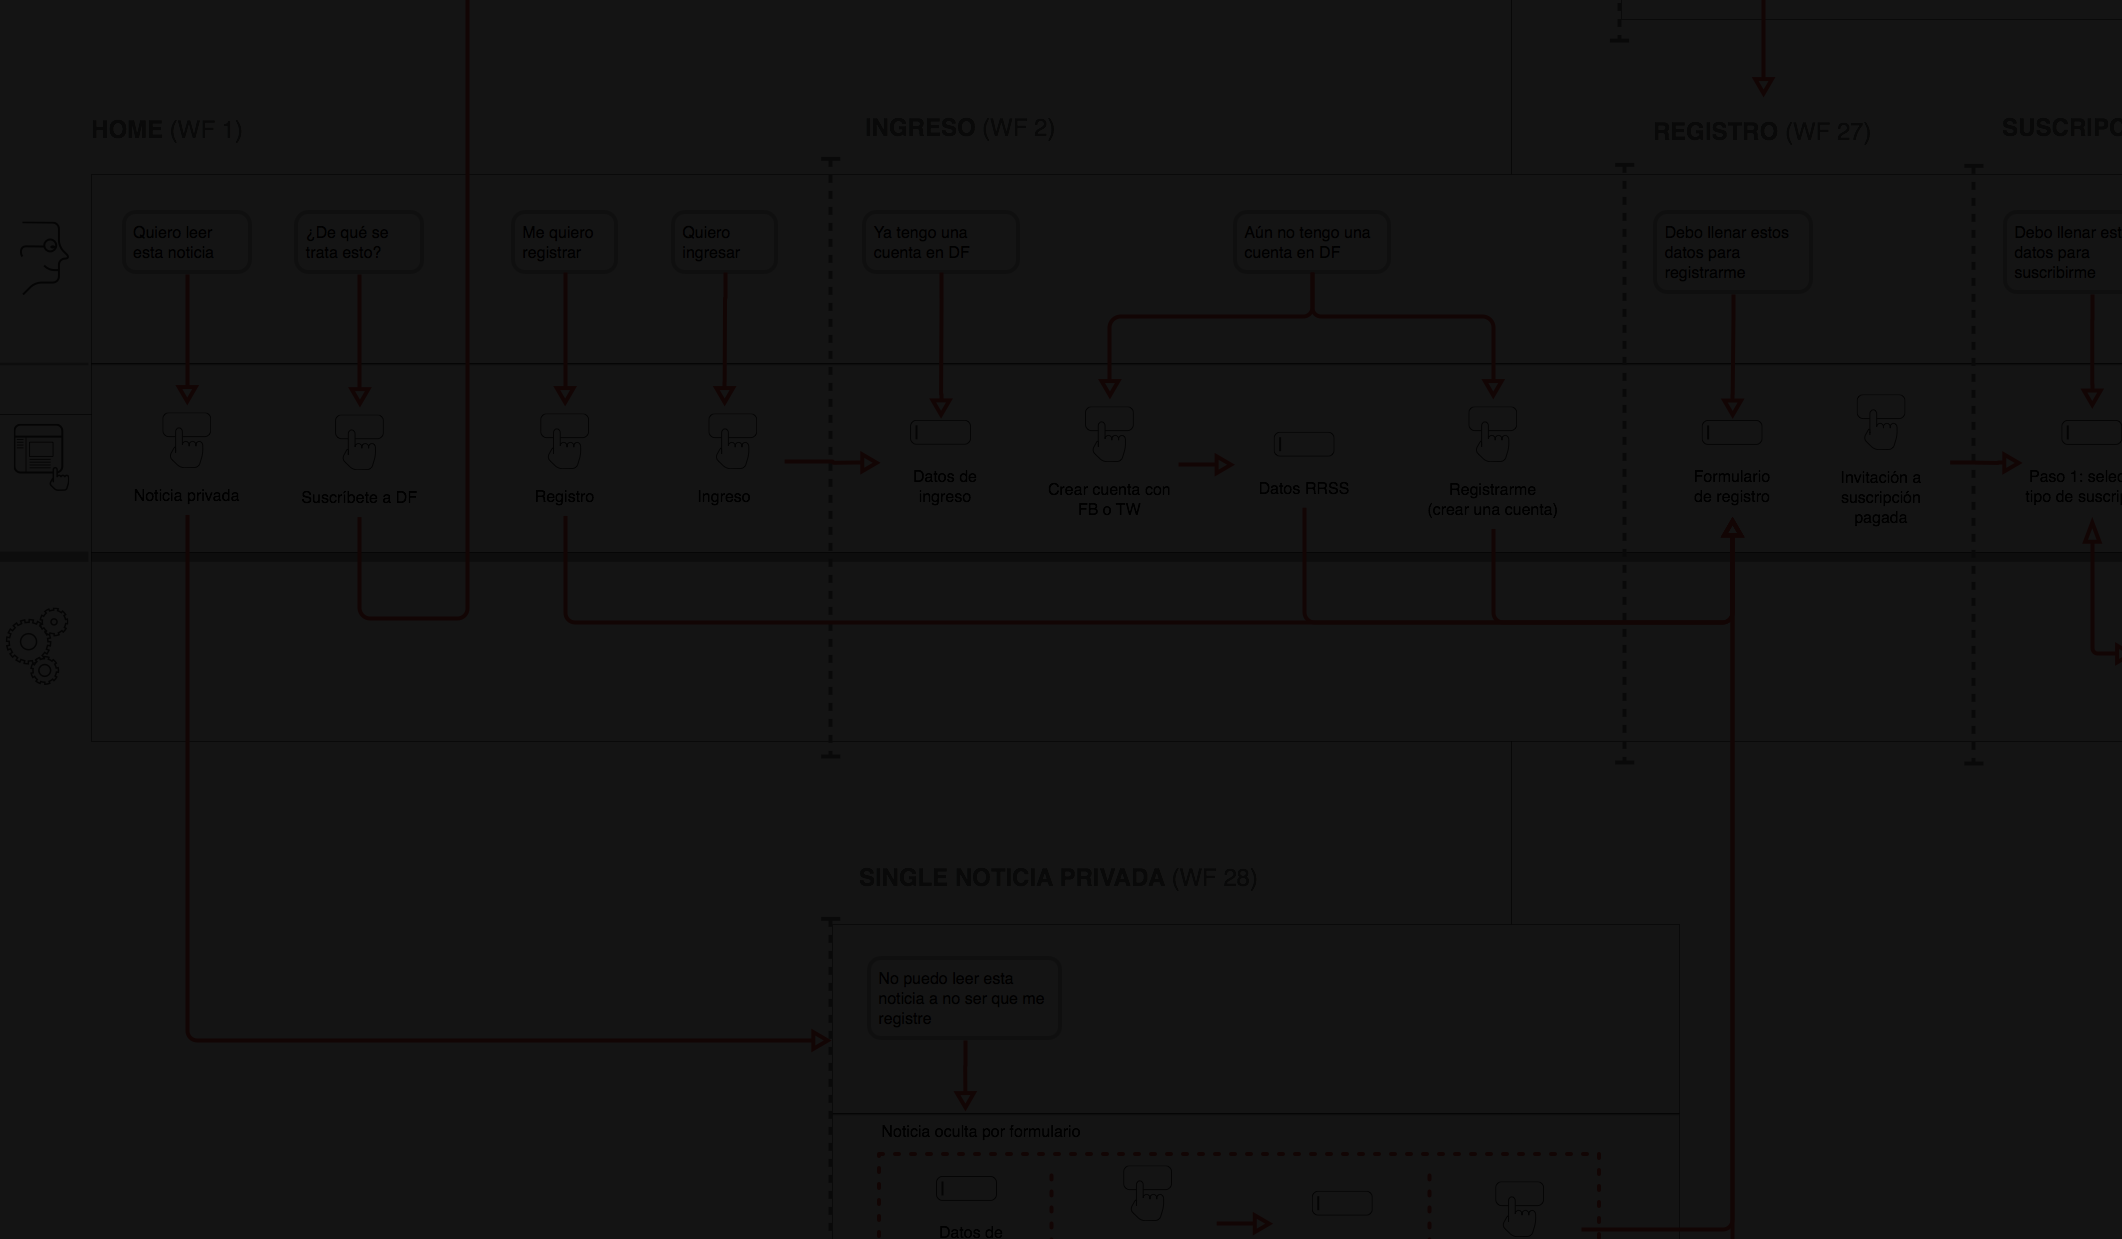 HOME (WF 1)
INGRESO (WF 2)
REGISTRO (WF 27)
SUSCRIPC
Quiero leer
esta noticia
¿De qué se
trata esto?
Me quiero
registrar
Quiero
ingresar
Ya tengo una
cuenta en DF
Aún no tengo una
cuenta en DF
Debo llenar estos
datos para
registrarme
Debo llenar est
datos para
suscribirme
Noticia privada
Suscríbete a DF
Registro
Ingreso
Datos de
ingreso
Crear cuenta con
FB o TW
Datos RRSS
Registrarme
(crear una cuenta)
Formulario
de registro
Invitación a
suscripción
pagada
Paso 1: selec
tipo de suscrip
SINGLE NOTICIA PRIVADA (WF 28)
No puedo leer esta
noticia a no ser que me
registre
Noticia oculta por formulario
Datos de